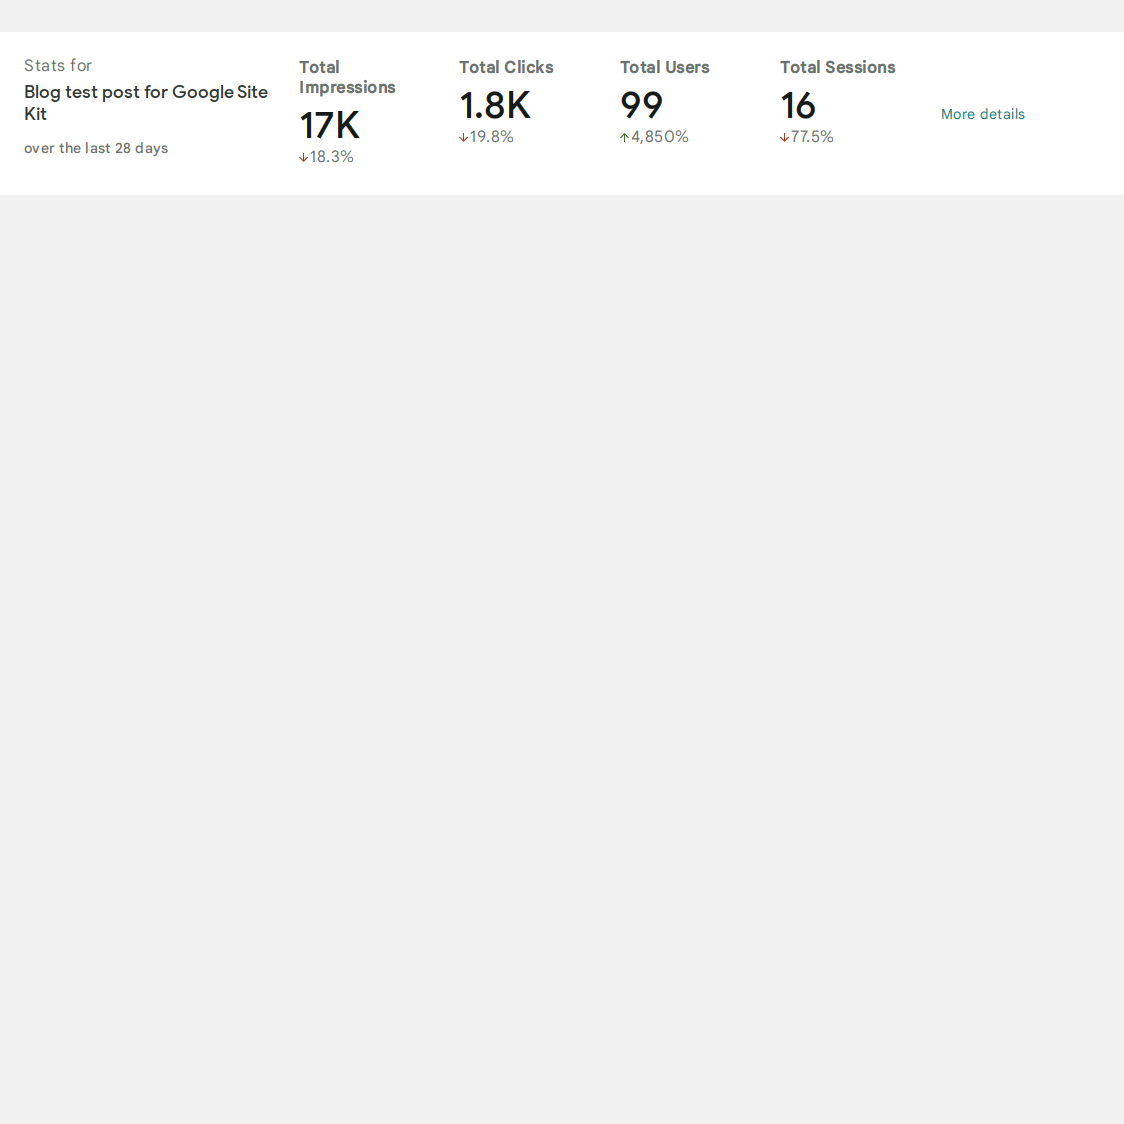 Stats for
Blog test post for Google Site
Kit
over the last 28 days
Total
Impressions
17K
↓18.3%
Total Clicks
1.8K
↓19.8%
Total Users
99
↑4,850%
Total Sessions
16
↓77.5%
More details